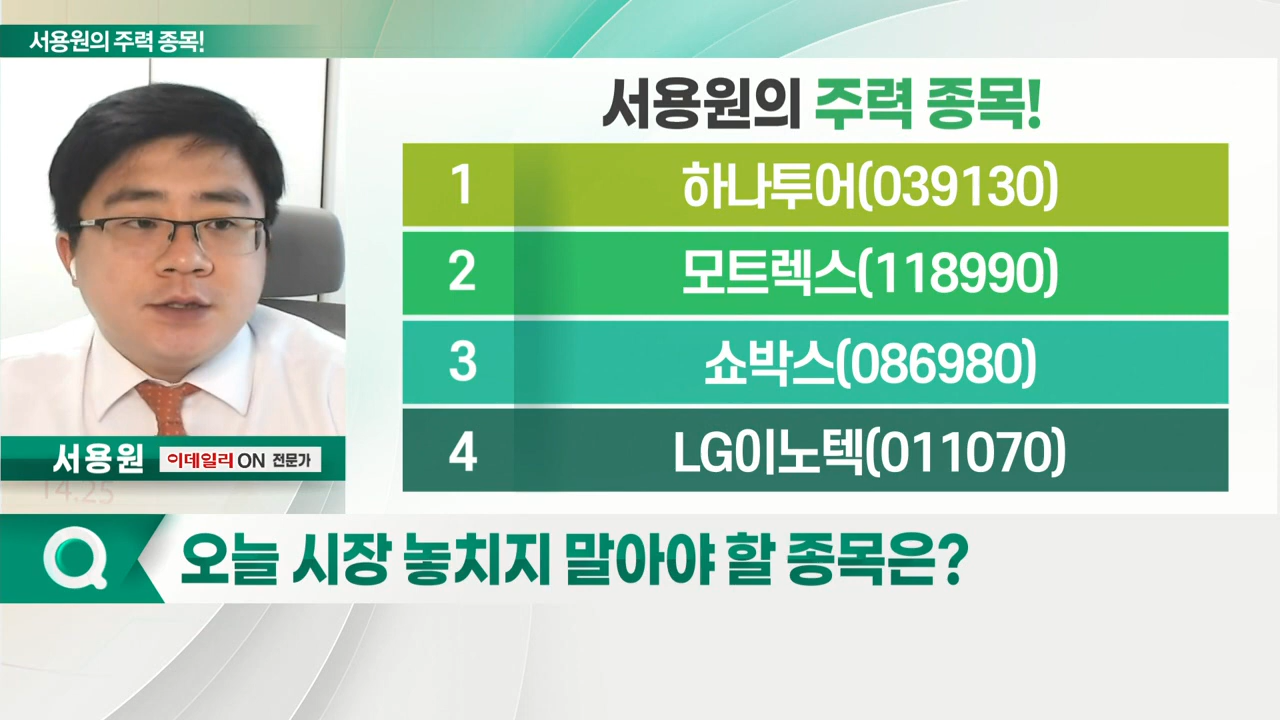 서용원의 주력 종목!
서용원의 주력 종목!
1 하나투어(039130)
2 모트렉스(118990)
3 쇼박스(086980)
4 LG이노텍(011070)
서용원 이데일리 ON 전문가
14.25
Q 오늘 시장 놓치지 말아야 할 종목은?